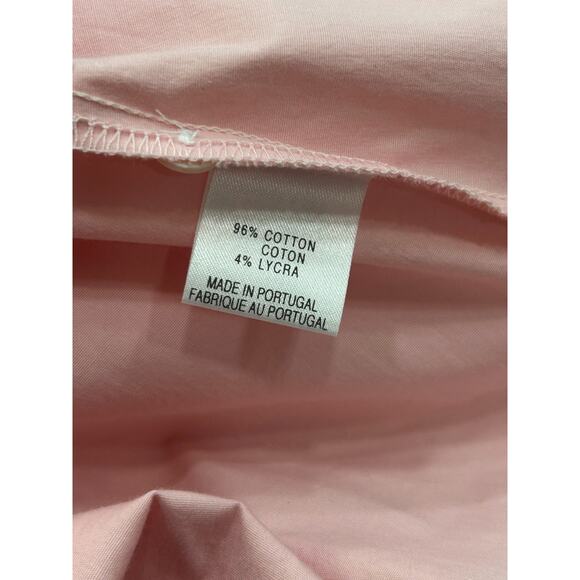 96% COTTON
COTON
4% LYCRA
MADE IN PORTUGAL
FABRIQUE AU PORTUGAL